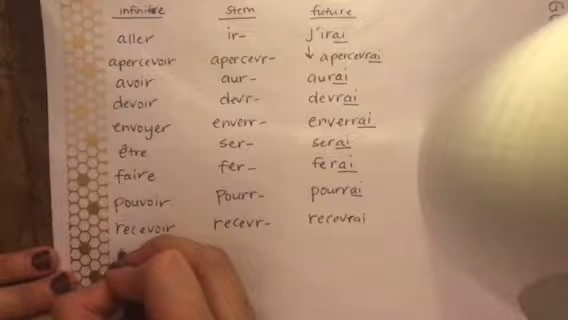 infinitive stem future
aller ir- j'irai
apercevoir apercevr- ↓ apercevrai
avoir aur- aurai
devoir devr- devrai
envoyer enverr- enverrai
être ser- serai
faire fer- ferai
pouvoir pourr- pourrai
recevoir recevr- recevrai